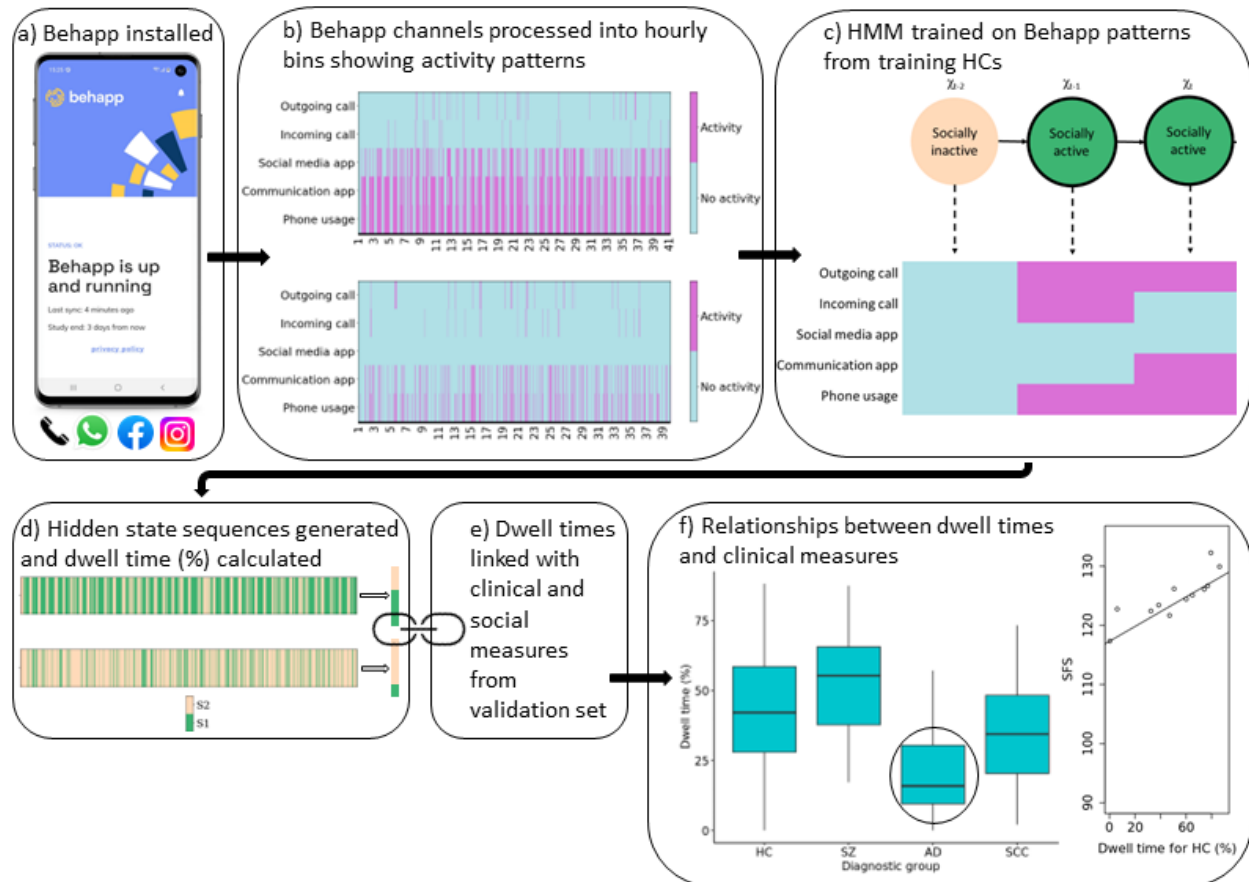 a) Behapp installed
15:25
behapp
STATUS: OK
Behapp is up
and running
Last sync: 4 minutes ago
Study end: 3 days from now
privacy policy
b) Behapp channels processed into hourly
bins showing activity patterns
Outgoing call
Incoming call
Social media app
Communication app
Phone usage
1 3 5 7 9 11 13 15 17 19 21 23 25 27 29 31 33 35 37 39 41
Activity
No activity
Outgoing call
Incoming call
Social media app
Communication app
Phone usage
1 3 5 7 9 11 13 15 17 19 21 23 25 27 29 31 33 35 37 39
Activity
No activity
c) HMM trained on Behapp patterns
from training HCs
χt-2 χt-1 χt
Socially
inactive
Socially
active
Socially
active
Outgoing call
Incoming call
Social media app
Communication app
Phone usage
d) Hidden state sequences generated
and dwell time (%) calculated
S2
S1
e) Dwell times
linked with
clinical and
social
measures
from
validation set
f) Relationships between dwell times
and clinical measures
Dwell time (%)
75
50
25
0
HC SZ AD SCC
Diagnostic group
SFS
130
120
110
100
90
0 20 60
Dwell time for HC (%)